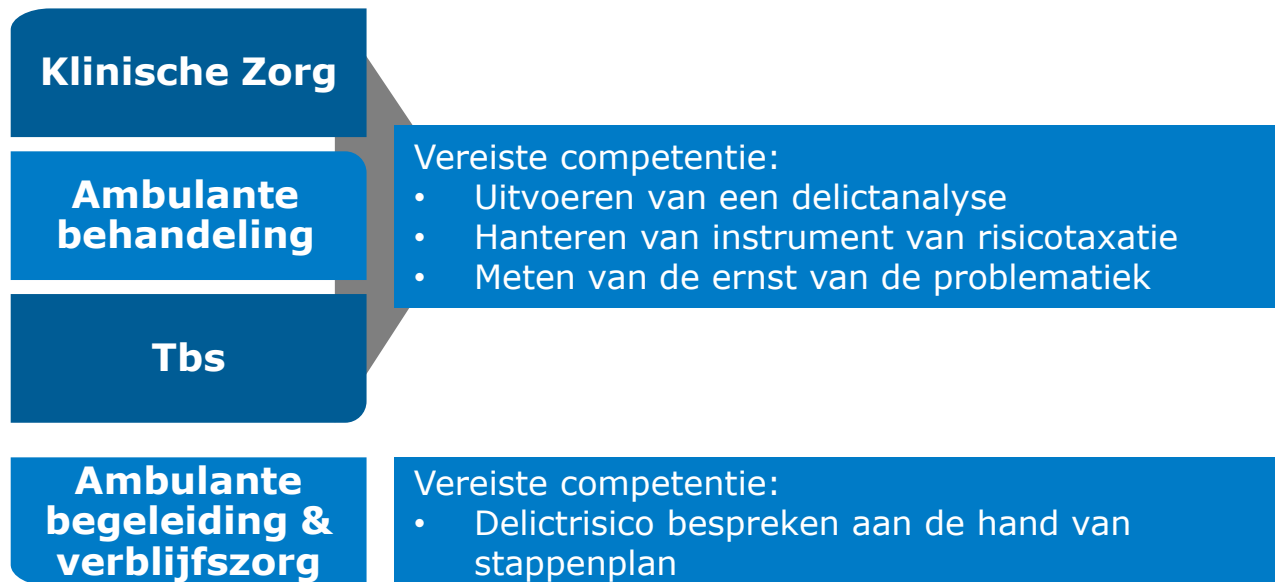 Klinische Zorg
Ambulante
behandeling
Tbs
Vereiste competentie:
• Uitvoeren van een delictanalyse
• Hanteren van instrument van risicotaxatie
• Meten van de ernst van de problematiek
Ambulante
begeleiding &
verblijfszorg
Vereiste competentie:
• Delictrisico bespreken aan de hand van
stappenplan